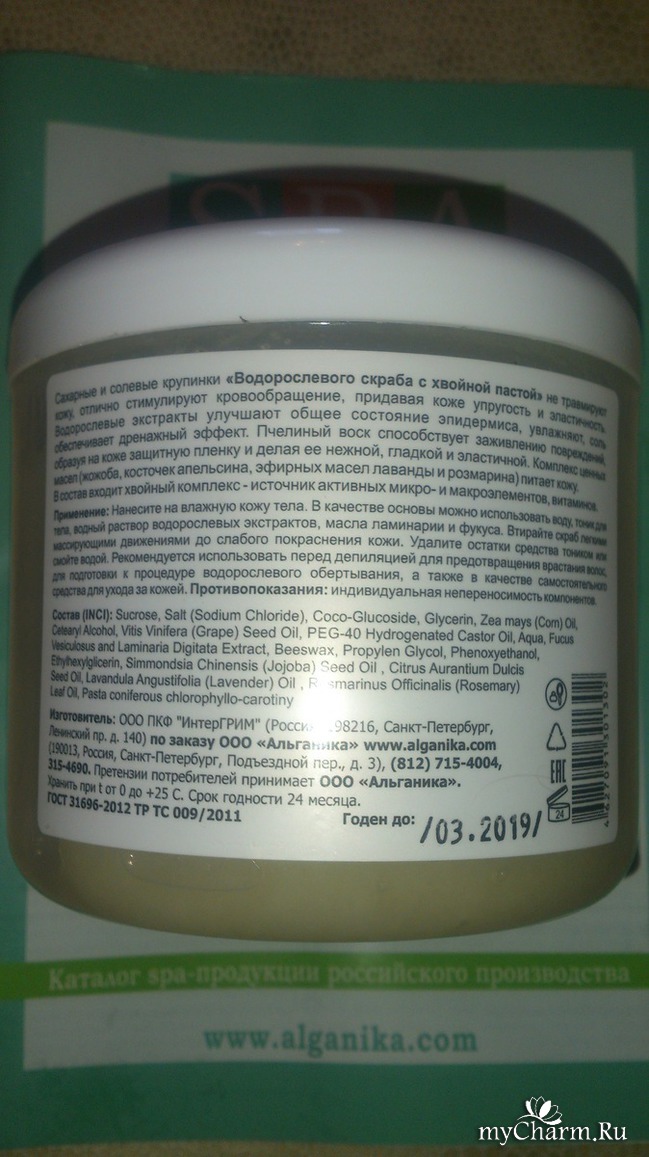 SPA
Сахарные и солевые крупинки «Водорослевого скраба с хвойной пастой» не травмируют
кожу, отлично стимулируют кровообращение, придавая коже упругость и эластичность.
Водорослевые экстракты улучшают общее состояние эпидермиса, увлажняют, соль
обеспечивает дренажный эффект. Пчелиный воск способствует заживлению повреждений,
образуя на коже защитную пленку и делая ее нежной, гладкой и эластичной. Комплекс ценных
масел (жожоба, косточек апельсина, эфирных масел лаванды и розмарина) питает кожу.
В состав входит хвойный комплекс - источник активных микро- и макроэлементов, витаминов.
Применение: Нанесите на влажную кожу тела. В качестве основы можно использовать воду, тоник для
тела, водный раствор водорослевых экстрактов, масла ламинарии и фукуса. Втирайте скраб легкими
массирующими движениями до слабого покраснения кожи. Удалите остатки средства тоником или
смойте водой. Рекомендуется использовать перед депиляцией для предотвращения врастания волос,
для подготовки к процедуре водорослевого обертывания, а также в качестве самостоятельного
средства для ухода за кожей. Противопоказания: индивидуальная непереносимость компонентов.
Состав (INCI): Sucrose, Salt (Sodium Chloride), Coco-Glucoside, Glycerin, Zea mays (Corn) Oil,
Cetearyl Alcohol, Vitis Vinifera (Grape) Seed Oil, PEG-40 Hydrogenated Castor Oil, Aqua, Fucus
Vesiculosus and Laminaria Digitata Extract, Beeswax, Propylen Glycol, Phenoxyethanol,
Ethylhexylglicerin, Simmondsia Chinensis (Jojoba) Seed Oil , Citrus Aurantium Dulcis
Seed Oil, Lavandula Angustifolia (Lavender) Oil , Rosmarinus Officinalis (Rosemary)
Leaf Oil, Pasta coniferous chlorophyllo-carotiny
Изготовитель: ООО ПКФ "ИнтерГРИМ" (Россия, 198216, Санкт-Петербург,
Ленинский пр. д. 140) по заказу ООО «Альганика» www.alganika.com
(190013, Россия, Санкт-Петербург, Подъездной пер., д. 3), (812) 715-4004,
315-4690. Претензии потребителей принимает ООО «Альганика».
Хранить при t от 0 до +25 С. Срок годности 24 месяца.
ГОСТ 31696-2012 ТР ТС 009/2011
Годен до: /03.2019/
EAC
24
Каталог spa-продукции российского производства
www.alganika.com
myCharm.Ru